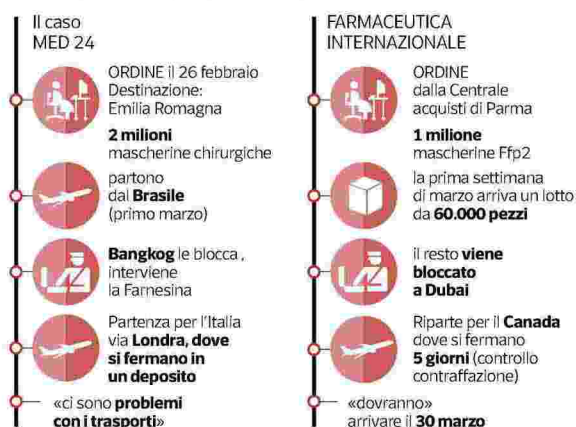 Il caso
MED 24
ORDINE il 26 febbraio
Destinazione:
Emilia Romagna
2 milioni
mascherine chirurgiche
partono
dal Brasile
(primo marzo)
Bangkog le blocca,
interviene
la Farnesina
Partenza per l'Italia
via Londra, dove
si fermano in
un deposito
«ci sono problemi
con i trasporti»
FARMACEUTICA
INTERNAZIONALE
ORDINE
dalla Centrale
acquisti di Parma
1 milione
mascherine Ffp2
la prima settimana
di marzo arriva un lotto
da 60.000 pezzi
il resto viene
bloccato
a Dubai
Riparte per il Canada
dove si fermano
5 giorni (controllo
contraffazione)
«dovranno»
arrivare il 30 marzo